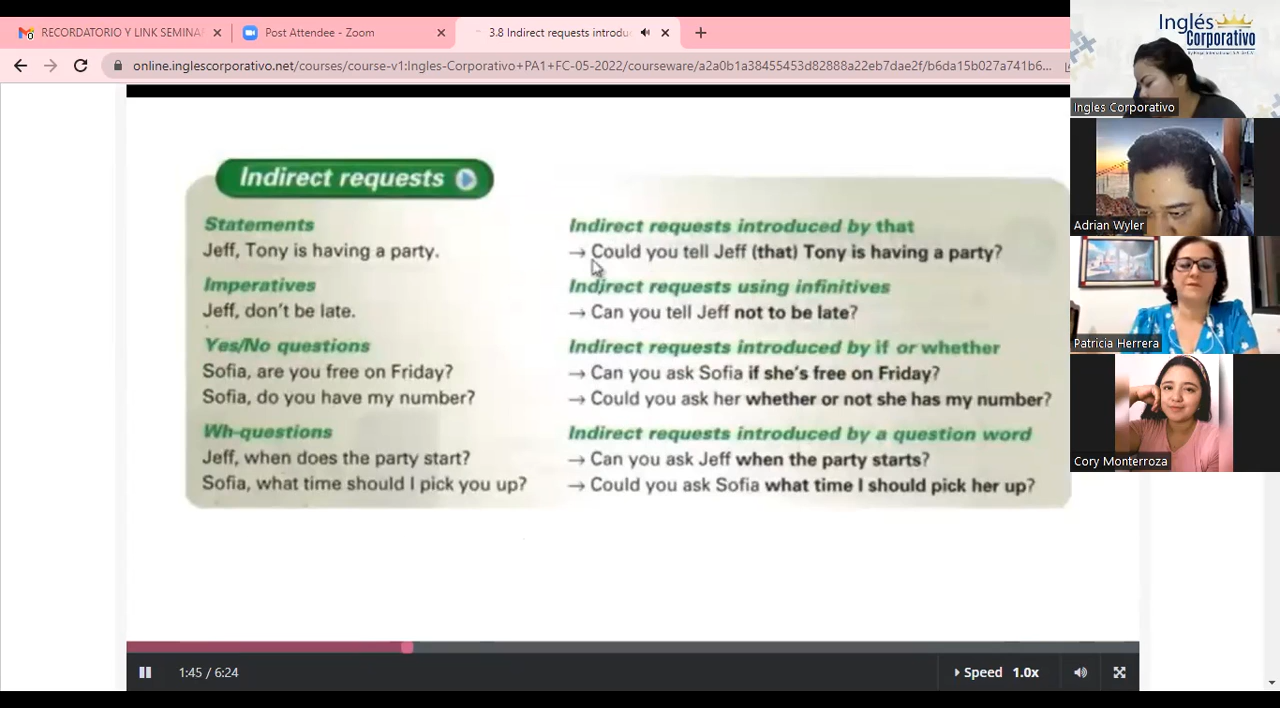 RECORDATORIO Y LINK SEMINA
Post Attendee - Zoom
3.8 Indirect requests introdu
online.inglescorporativo.net/courses/course-v1:Ingles-Corporativo+FPA11-FC-05-2022/courseware/a2a0b1a3845545398c2888a22eb7dae2f/b6da15b027a741b6...
Inglés
Corporativo
Ingles Corporativo
Adrian Wyler
Patricia Herrera
Cory Monterroza
Indirect requests
Statements
Indirect requests introduced by that
Jeff, Tony is having a party.
→ Could you tell Jeff (that) Tony is having a party?
Imperatives
Indirect requests using infinitives
Jeff, don't be late.
→ Can you tell Jeff not to be late?
Yes/No questions
Indirect requests introduced by if or whether
Sofia, are you free on Friday?
→ Can you ask Sofia if she's free on Friday?
Sofia, do you have my number?
→ Could you ask her whether or not she has my number?
Wh-questions
Indirect requests introduced by a question word
Jeff, when does the party start?
→ Can you ask Jeff when the party starts?
Sofia, what time should I pick you up?
→ Could you ask Sofia what time I should pick her up?
1:45 / 6:24
Speed 1.0x